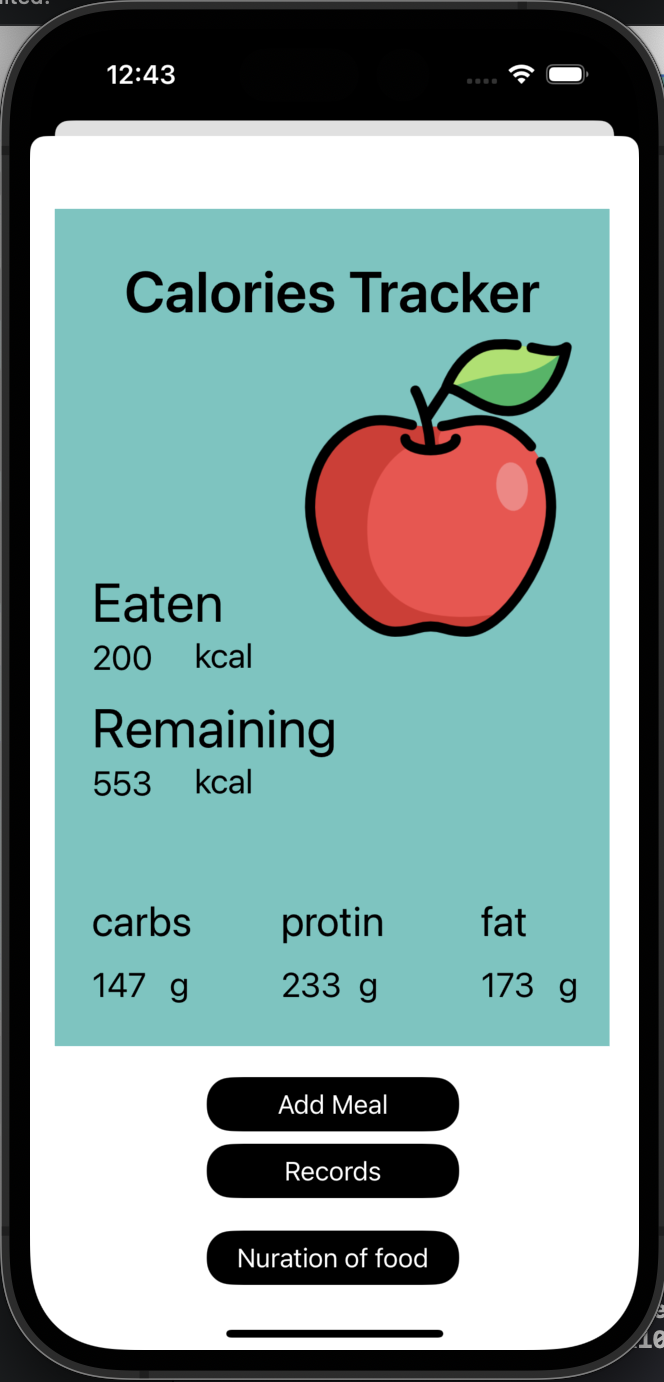 12:43
Calories Tracker
Eaten
200 kcal
Remaining
553 kcal
carbs protin fat
147 g 233 g 173 g
Add Meal
Records
Nuration of food